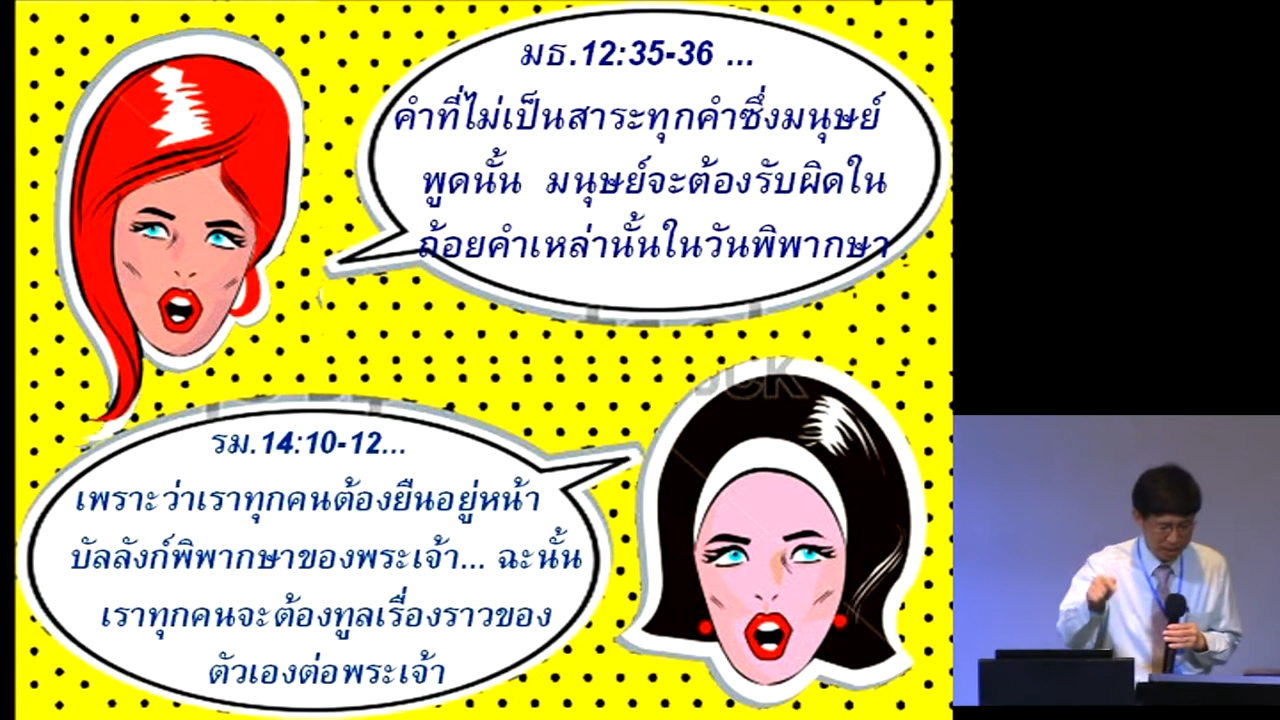 มธ.12:35-36 ...
คำที่ไม่เป็นสาระทุกคำซึ่งมนุษย์
พูดนั้น มนุษย์จะต้องรับผิดใน
ถ้อยคำเหล่านั้นในวันพิพากษา
รม.14:10-12...
เพราะว่าเราทุกคนต้องยืนอยู่หน้า
บัลลังก์พิพากษาของพระเจ้า... ฉะนั้น
เราทุกคนจะต้องทูลเรื่องราวของ
ตัวเองต่อพระเจ้า